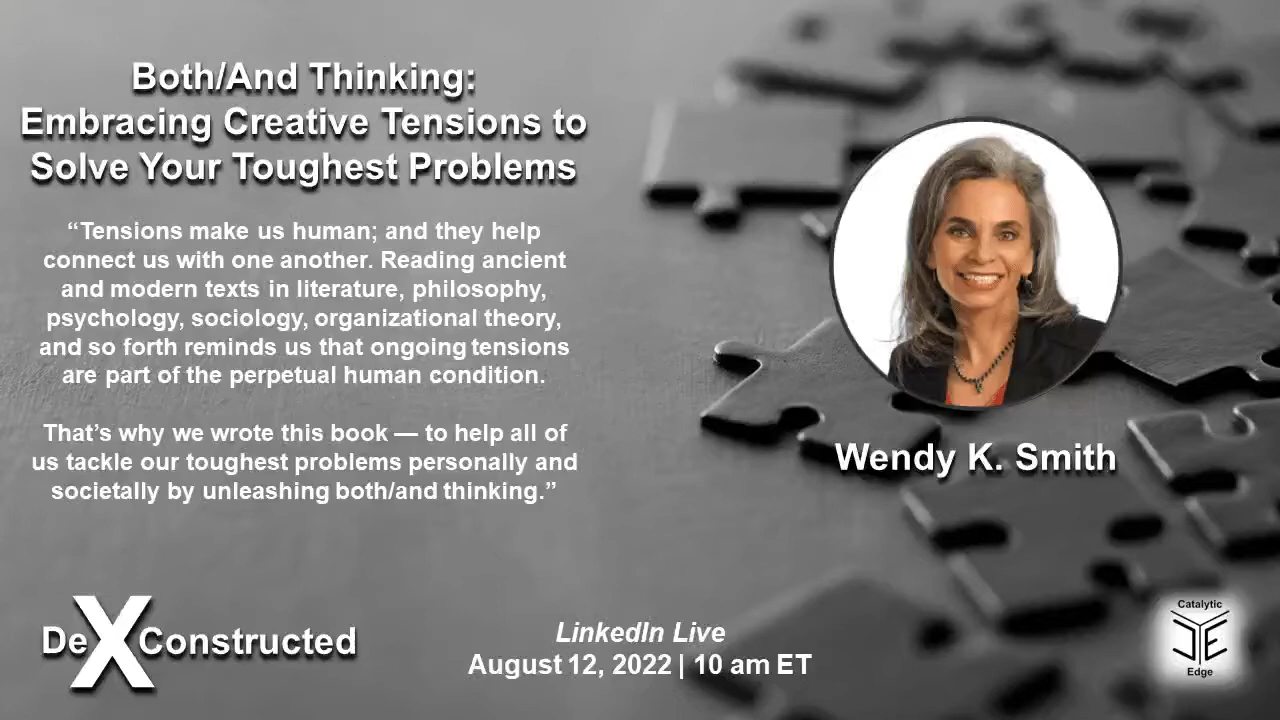 Both/And Thinking:
Embracing Creative Tensions to
Solve Your Toughest Problems
“Tensions make us human; and they help
connect us with one another. Reading ancient
and modern texts in literature, philosophy,
psychology, sociology, organizational theory,
and so forth reminds us that ongoing tensions
are part of the perpetual human condition.
That’s why we wrote this book — to help all of
us tackle our toughest problems personally and
societally by unleashing both/and thinking.”
Wendy K. Smith
DeXConstructed
LinkedIn Live
August 12, 2022 | 10 am ET
Catalytic
JE
Edge